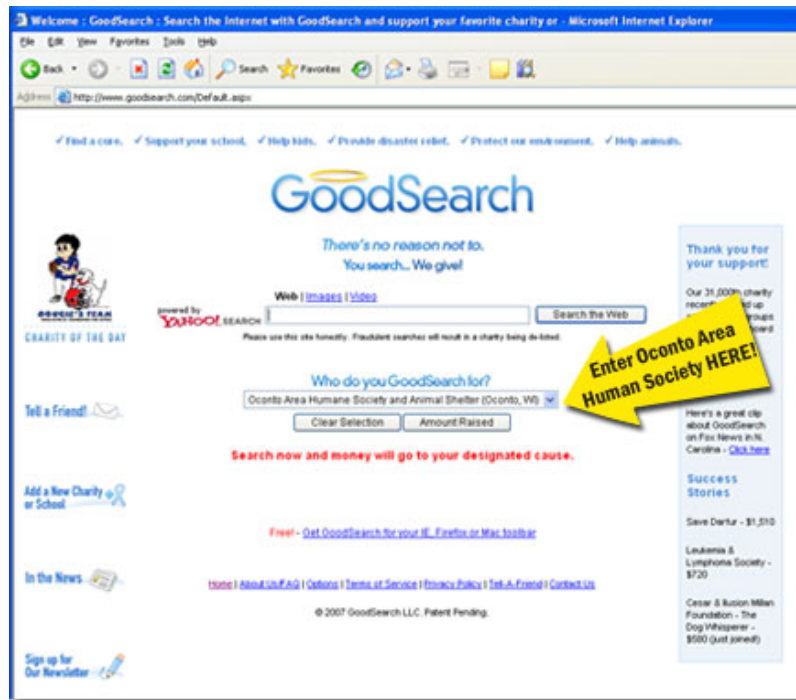 Welcome : GoodSearch : Search the Internet with GoodSearch and support your favorite charity or - Microsoft Internet Explorer
File Edit View Favorites Tools Help
Back Search Favorites
Address http://www.goodsearch.com/Default.aspx
✓Find a cure. ✓Support your school. ✓Help kids. ✓Provide disaster relief. ✓Protect our environment. ✓Help animals.
GoodSearch
There's no reason not to.
You search... We give!
Web | Images | Video
powered by
YAHOO! SEARCH
Search the Web
Please use this site honestly. Fraudulent searches will result in a charity being de-listed.
Who do you GoodSearch for?
Oconto Area Humane Society and Animal Shelter (Oconto, WI)
Clear Selection Amount Raised
Search now and money will go to your designated cause.
Free! - Get GoodSearch for your IE, Firefox or Mac toolbar
Home | About Us/FAQ | Options | Terms of Service | Privacy Policy | Tell-A-Friend | Contact Us
© 2007 GoodSearch LLC. Patent Pending.
TEAM
CHARITY OF THE DAY
Tell a Friend!
Add a New Charity
or School
In the News
Sign up for
Our Newsletter
Enter Oconto Area
Human Society HERE!
Thank you for
your support!
Our 31,000th charity
recently
Here's a great clip
about GoodSearch
on Fox News in N.
Carolina - Click here
Success
Stories
Save Darfur - $1,510
Leukemia &
Lymphoma Society -
$720
Cesar & Ilusion Millan
Foundation - The
Dog Whisperer -
$580 (just joined!)